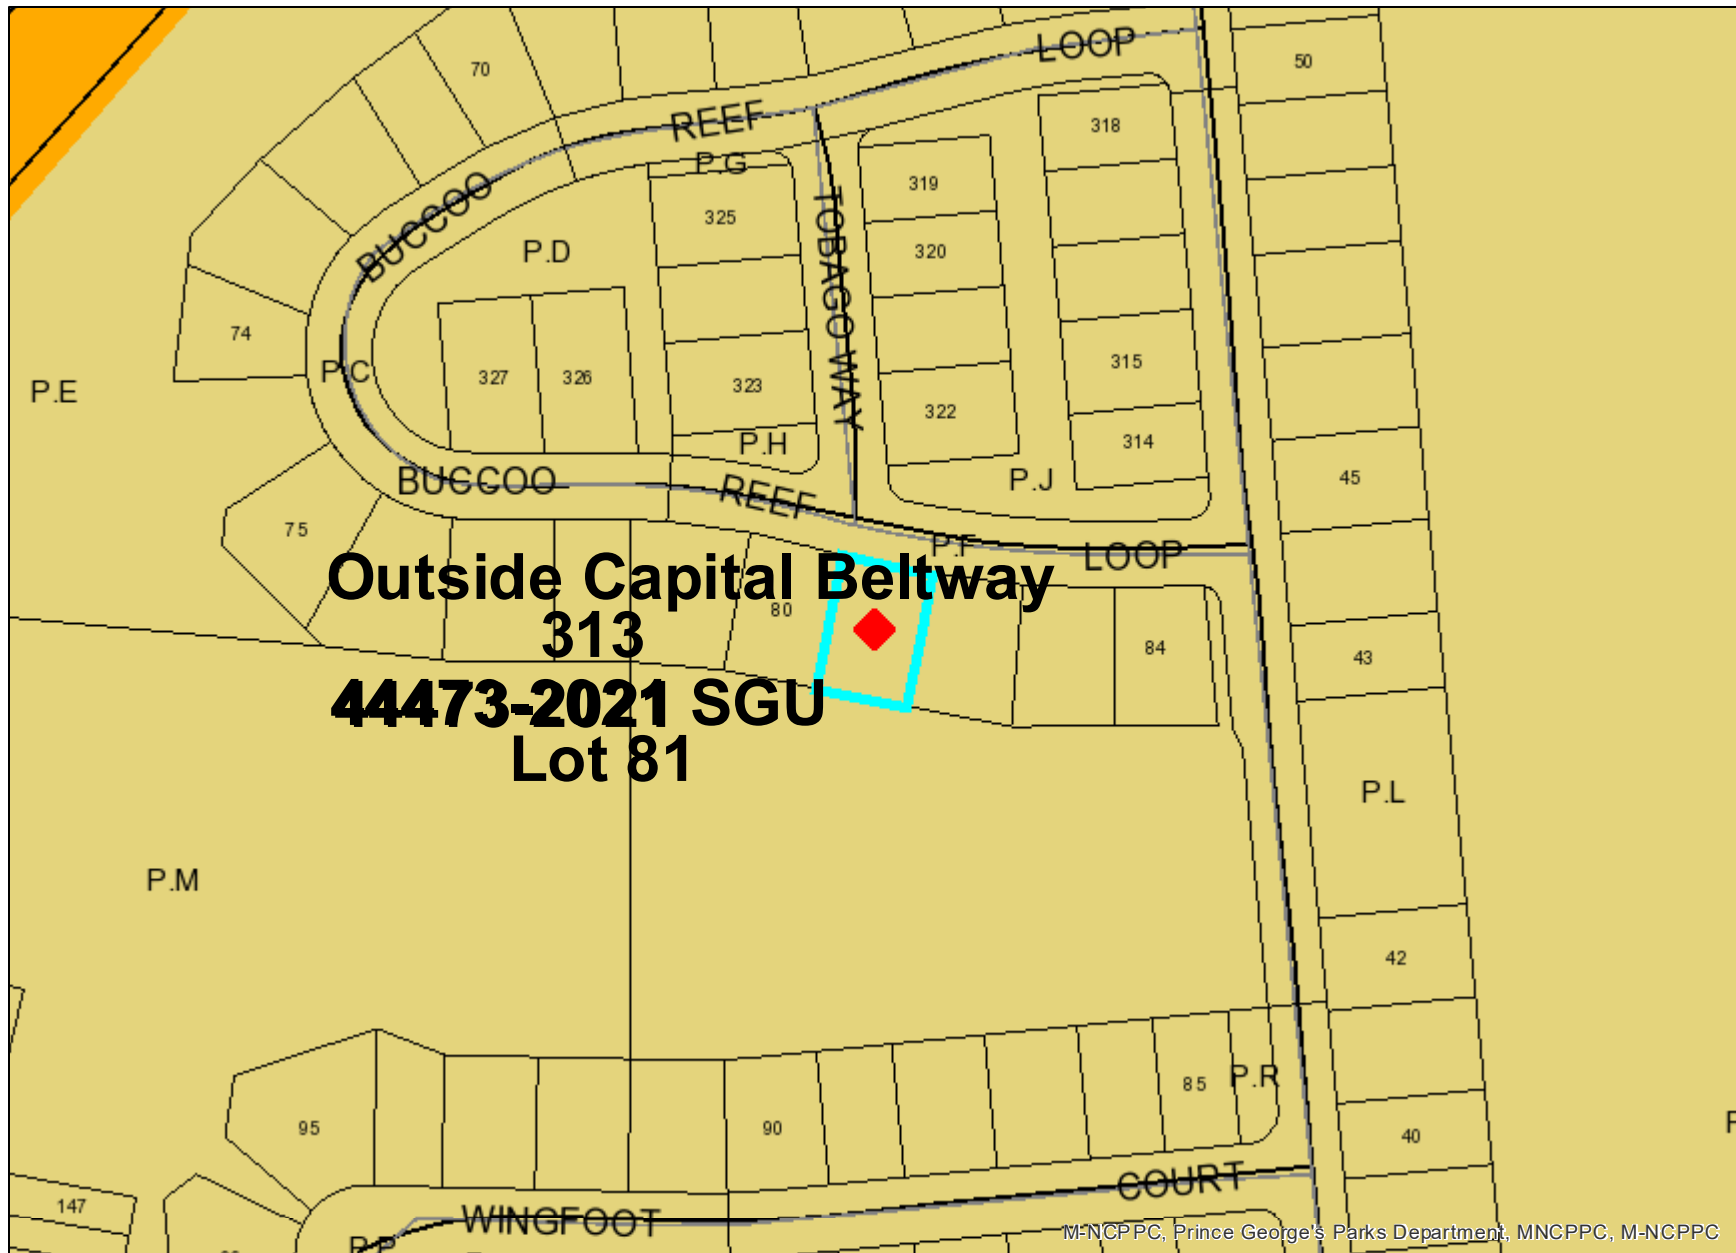 LOOP
50
70
REEF
318
P.G
319
325
BUCCOO
TOBAGO WAY
P.D
320
74
315
P.C
327
326
323
P.E
322
314
P.H
BUCCOO
REEF
P.J
45
75
P.F
LOOP
Outside Capital Beltway
80
313
84
43
44473-2021 SGU
Lot 81
P.L
P.M
42
85
P.R
95
90
40
COURT
147
WINGFOOT
P.P
M-NCPPC, Prince George's Parks Department, MNCPPC, M-NCPPC